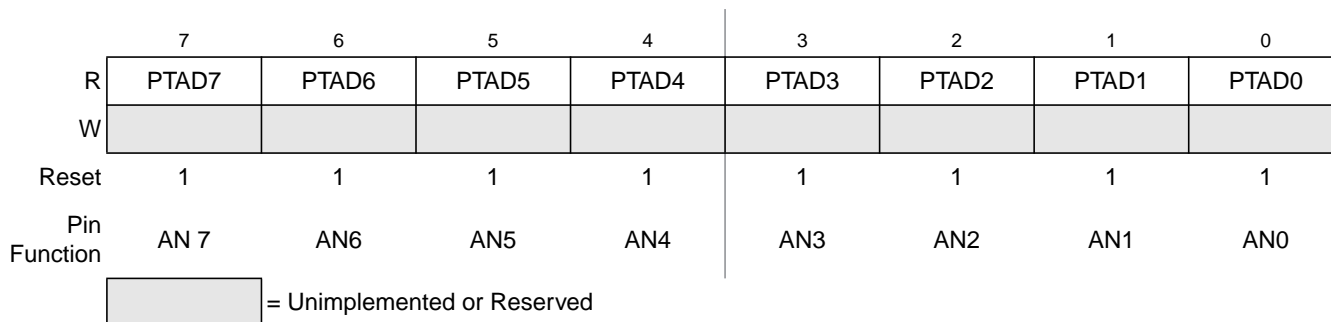 7 6 5 4 3 2 1 0
R PTAD7 PTAD6 PTAD5 PTAD4 PTAD3 PTAD2 PTAD1 PTAD0
W
Reset 1 1 1 1 1 1 1 1
Pin
Function AN 7 AN6 AN5 AN4 AN3 AN2 AN1 AN0
= Unimplemented or Reserved